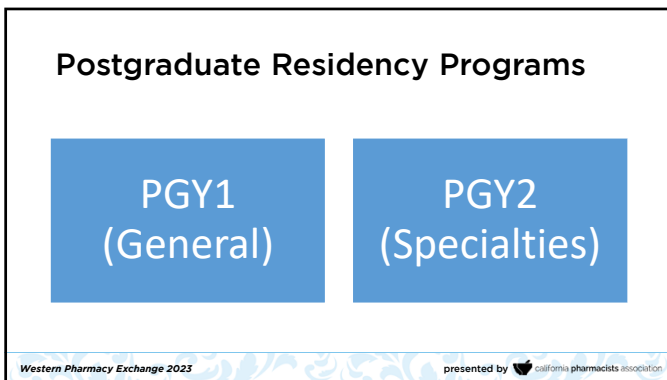 Postgraduate Residency Programs
PGY1
(General)
PGY2
(Specialties)
Western Pharmacy Exchange 2023
presented by california pharmacists association